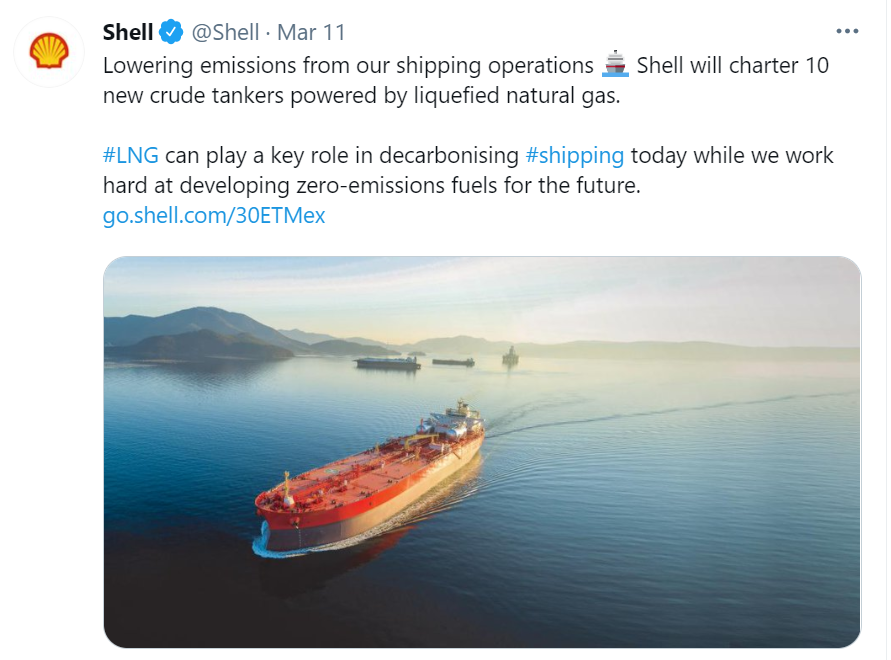 Shell @Shell · Mar 11
Lowering emissions from our shipping operations 🚢 Shell will charter 10
new crude tankers powered by liquefied natural gas.
#LNG can play a key role in decarbonising #shipping today while we work
hard at developing zero-emissions fuels for the future.
go.shell.com/30ETMex